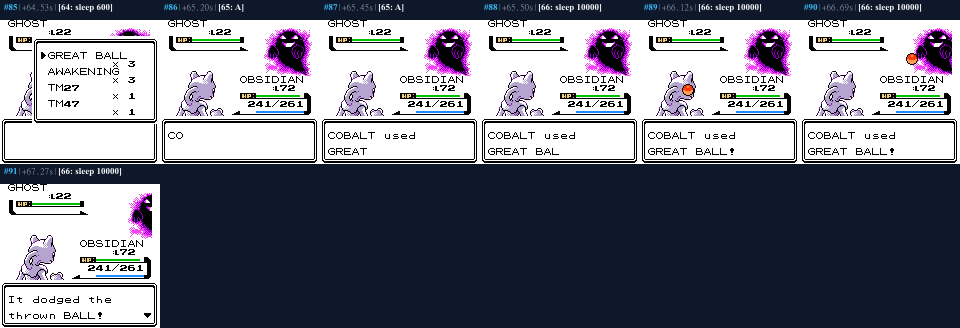 #85|+64.53s| [64: sleep 600]
GHOST
:L22
GREAT BALL
× 3
AWAKENING
× 3
TM27
× 1
TM47
× 1
#86|+65.20s| [65: A]
GHOST
:L22
OBSIDIAN
:L72
241/261
CO
#87|+65.45s| [65: A]
GHOST
:L22
OBSIDIAN
:L72
241/261
COBALT used
GREAT
#88|+65.50s| [66: sleep 10000]
GHOST
:L22
OBSIDIAN
:L72
241/261
COBALT used
GREAT BAL
#89|+66.12s| [66: sleep 10000]
GHOST
:L22
OBSIDIAN
:L72
241/261
COBALT used
GREAT BALL!
#90|+66.69s| [66: sleep 10000]
GHOST
:L22
OBSIDIAN
:L72
241/261
COBALT used
GREAT BALL!
#91|+67.27s| [66: sleep 10000]
GHOST
:L22
OBSIDIAN
:L72
241/261
It dodged the
thrown BALL!